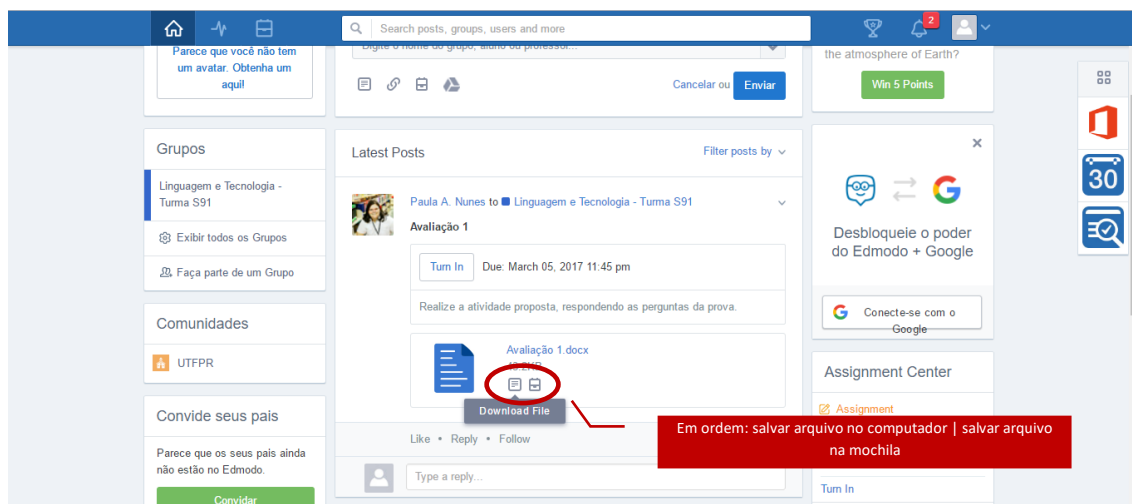 Search posts, groups, users and more
2
Parece que você não tem
um avatar. Obtenha um
aqui!
Grupos
Linguagem e Tecnologia -
Turma S91
Exibir todos os Grupos
Faça parte de um Grupo
Comunidades
UTFPR
Convide seus pais
Parece que os seus pais ainda
não estão no Edmodo.
Convidar
Digite o nome do grupo, aluno ou professor...
Cancelar ou Enviar
Latest Posts
Filter posts by
Paula A. Nunes to Linguagem e Tecnologia - Turma S91
Avaliação 1
Turn In Due: March 05, 2017 11:45 pm
Realize a atividade proposta, respondendo as perguntas da prova.
Avaliação 1.docx
Download File
Like • Reply • Follow
Type a reply...
Em ordem: salvar arquivo no computador | salvar arquivo
na mochila
the atmosphere of Earth?
Win 5 Points
Desbloqueie o poder
do Edmodo + Google
Conecte-se com o
Google
Assignment Center
Assignment
Turn In
30